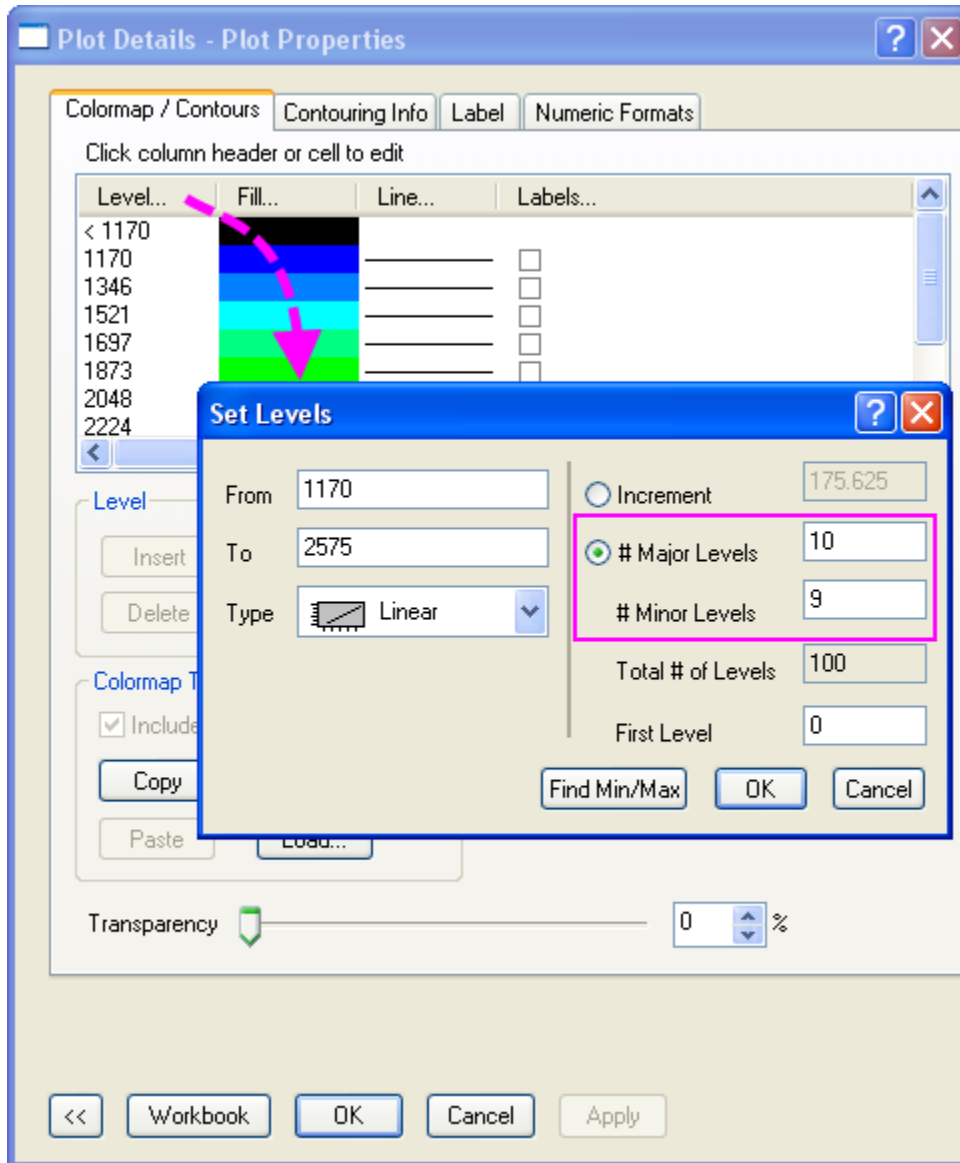 Plot Details - Plot Properties
Colormap / Contours Contouring Info Label Numeric Formats
Click column header or cell to edit
Level... Fill... Line... Labels...
< 1170
1170
1346
1521
1697
1873
2048
2224
Set Levels
From 1170
To 2575
Type Linear
Increment 175.625
# Major Levels 10
# Minor Levels 9
Total # of Levels 100
First Level 0
Find Min/Max OK Cancel
Level
Insert
Delete
Colormap T
Include
Copy
Paste Load...
Transparency 0 %
<< Workbook OK Cancel Apply